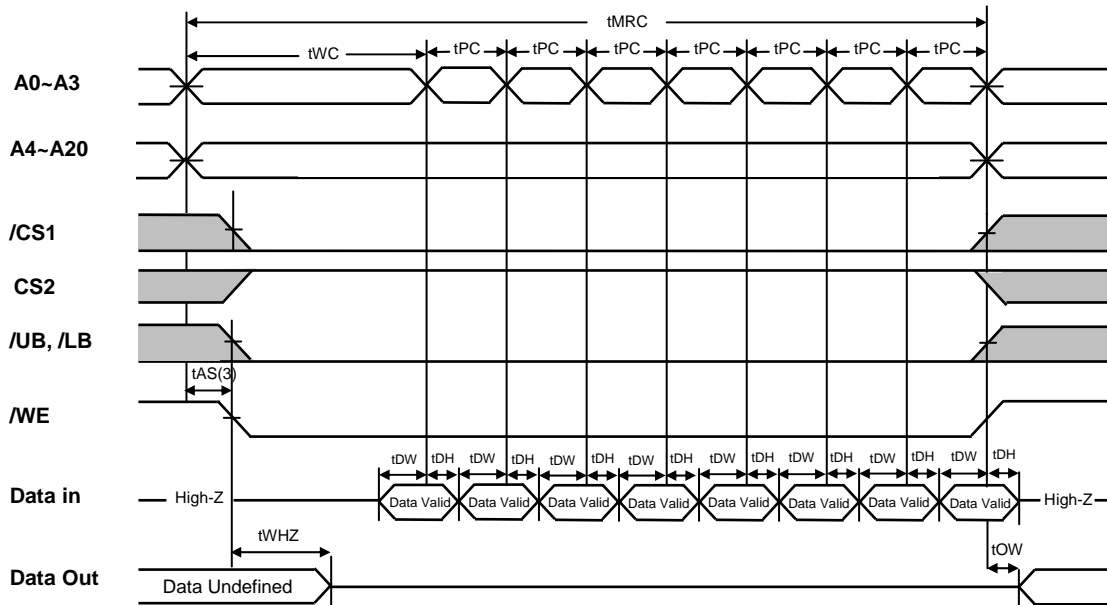 tMRC
tWC
tPC tPC tPC tPC tPC tPC tPC
A0~A3
A4~A20
/CS1
CS2
/UB, /LB
tAS(3)
/WE
tDW tDH tDW tDH tDW tDH tDW tDH tDW tDH tDW tDH tDW tDH tDW tDH
Data in High-Z Data Valid Data Valid Data Valid Data Valid Data Valid Data Valid Data Valid Data Valid High-Z
tWHZ tOW
Data Out Data Undefined